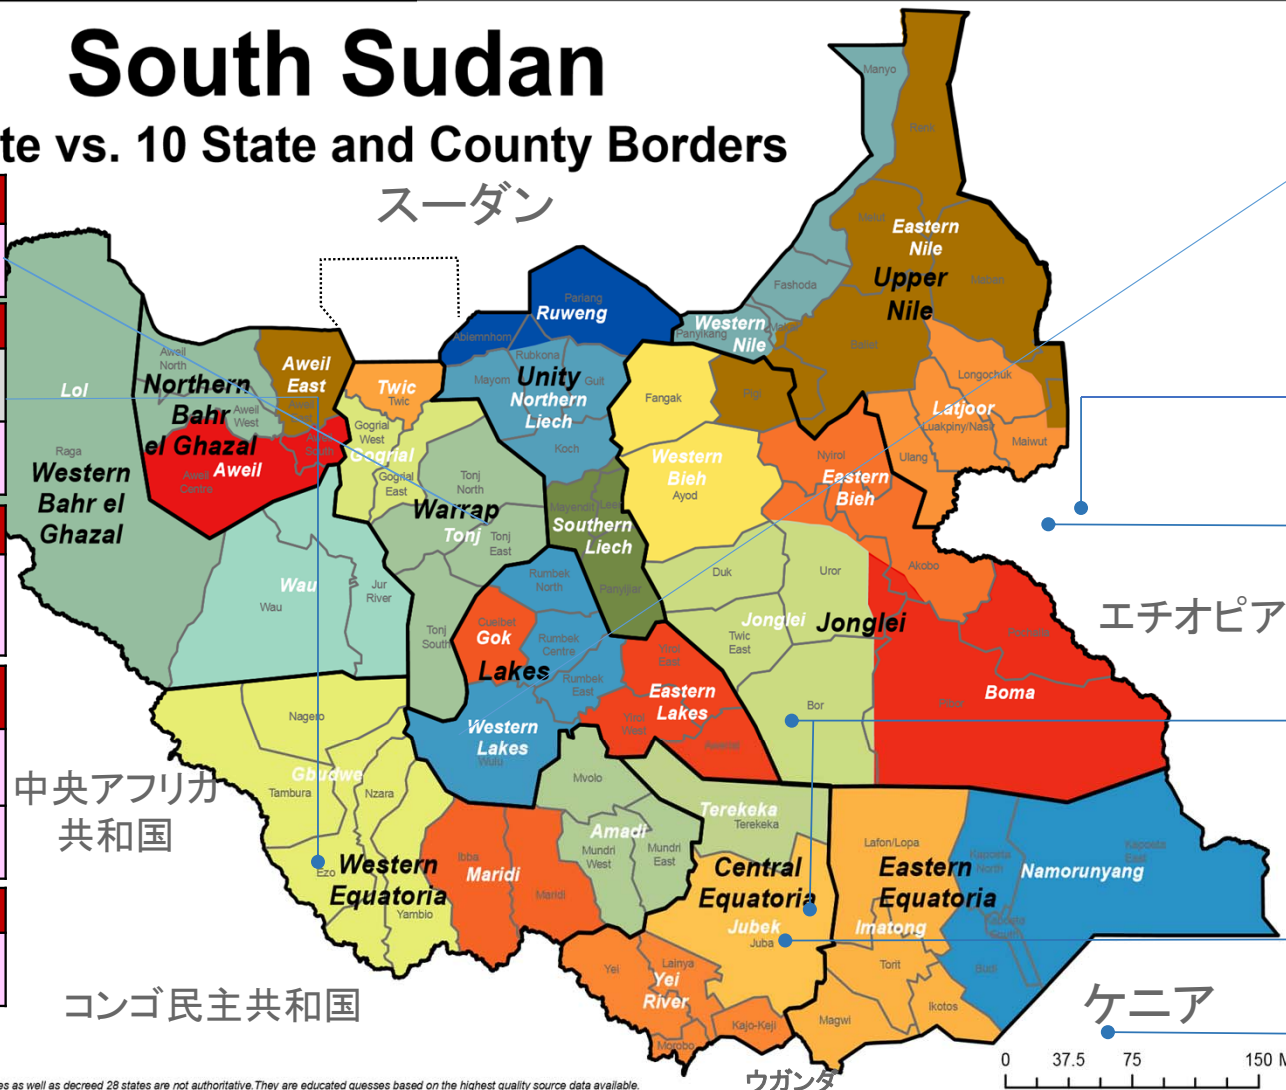 South Sudan
te vs. 10 State and County Borders
スーダン
Manyo
Renk
Melut
Eastern
Nile
Upper
Nile
Maban
Fashoda
Pariang
Ruweng
Abiemnhom
Panyikang
Western
Nile
Baliet
Longochuk
Latjoor
Luakpiny/Nasir
Maiwut
Ulang
Lol
Aweil
North
Northern
Bahr
el Ghazal
Aweil
East
Aweil
West
Aweil
East
Aweil
South
Aweil
Aweil
Centre
Raga
Western
Bahr el
Ghazal
Twic
Twic
Gogrial
West
Gogrial
Gogrial
East
Rubkona
Mayom
Unity
Guit
Northern
Liech
Koch
Fangak
Pigi
Western
Bieh
Ayod
Nyirol
Eastern
Bieh
Akobo
Tonj
North
Warrap
Tonj
Tonj
East
Tonj
South
Mayendit
Leer
Southern
Liech
Panyijiar
Wau
Wau
Jur
River
Rumbek
North
Cueibet
Gok
Rumbek
Centre
Lakes
Rumbek
East
Western
Lakes
Wulu
Yirol
East
Eastern
Lakes
Yirol
West
Awerial
Duk
Uror
Jonglei
Jonglei
Twic
East
Bor
Pochalla
Boma
Pibor
エチオピア
中央アフリカ
共和国
Nagero
Gbudwe
Tambura
Nzara
Ezo
Western
Equatoria
Yambio
Ibba
Maridi
Maridi
Mvolo
Amadi
Mundri
West
Mundri
East
Terekeka
Terekeka
Central
Equatoria
Jubek
Juba
Lafon/Lopa
Eastern
Equatoria
Imatong
Torit
Ikotos
Magwi
Kapoeta
North
Kapoeta
East
Namorunyang
Kapoeta
South
Budi
Yei
Lainya
Yei
River
Morobo
Kajo-Keji
コンゴ民主共和国
ケニア
ウガンダ
0 37.5 75 150 M
es as well as decreed 28 states are not authoritative.They are educated guesses based on the highest quality source data available.